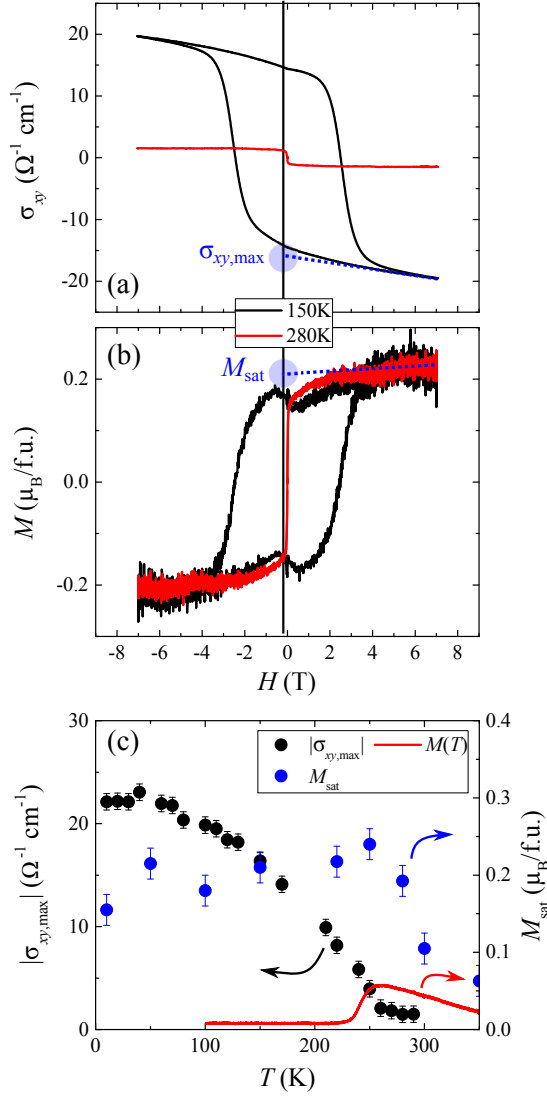 20
10
0
-10
-20
σxy (Ω-1 cm-1)
σxy,max
(a)
150K
280K
(b)
Msat
0.2
0.0
-0.2
M (μB/f.u.)
-8 -6 -4 -2 0 2 4 6 8
H (T)
(c)
|σxy,max| M(T)
Msat
30
20
10
0
|σxy,max| (Ω-1 cm-1)
0.4
0.3
0.2
0.1
0.0
Msat (μB/f.u.)
0 100 200 300
T (K)